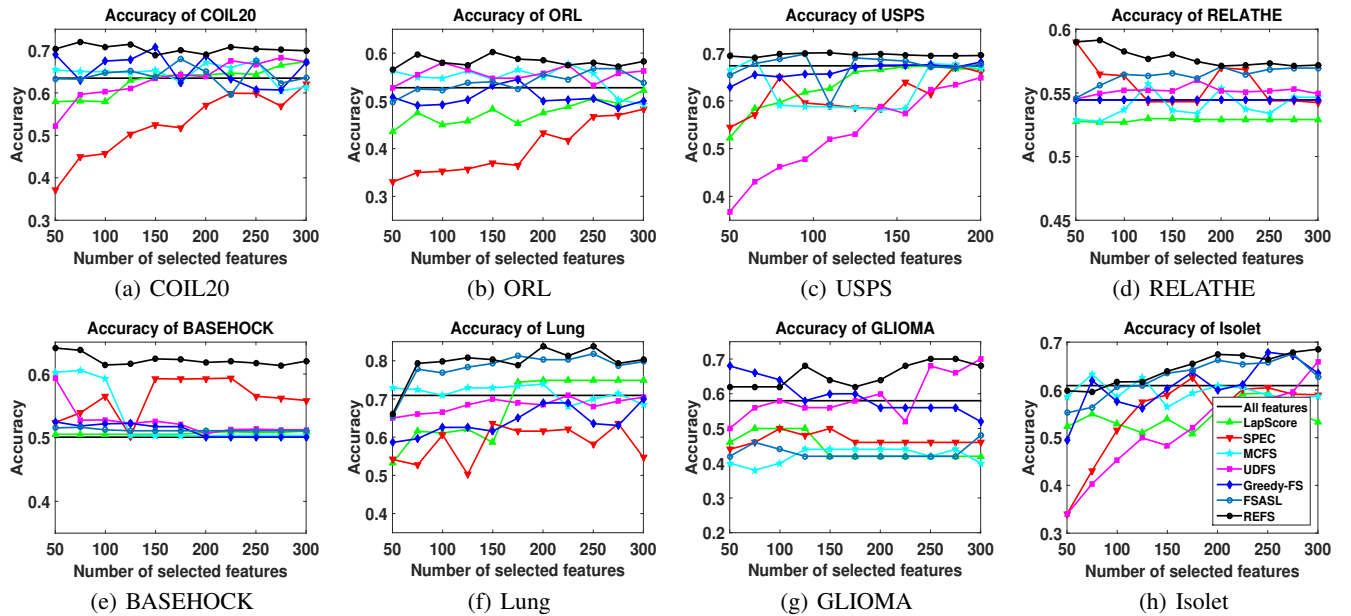 Accuracy of COIL20
Accuracy
0.7
0.6
0.5
0.4
0.3
50 100 150 200 250 300
Number of selected features
(a) COIL20
Accuracy of ORL
Accuracy
0.6
0.5
0.4
0.3
50 100 150 200 250 300
Number of selected features
(b) ORL
Accuracy of USPS
Accuracy
0.7
0.6
0.5
0.4
0.3
50 100 150 200
Number of selected features
(c) USPS
Accuracy of RELATHE
Accuracy
0.6
0.55
0.5
0.45
50 100 150 200 250 300
Number of selected features
(d) RELATHE
Accuracy of BASEHOCK
Accuracy
0.6
0.5
0.4
50 100 150 200 250 300
Number of selected features
(e) BASEHOCK
Accuracy of Lung
Accuracy
0.8
0.7
0.6
0.5
0.4
50 100 150 200 250 300
Number of selected features
(f) Lung
Accuracy of GLIOMA
Accuracy
0.7
0.6
0.5
0.4
0.3
0.2
50 100 150 200 250 300
Number of selected features
(g) GLIOMA
Accuracy of Isolet
Accuracy
0.7
0.6
0.5
0.4
0.3
All features
LapScore
SPEC
MCFS
UDFS
Greedy-FS
FSASL
REFS
50 100 150 200 250 300
Number of selected features
(h) Isolet